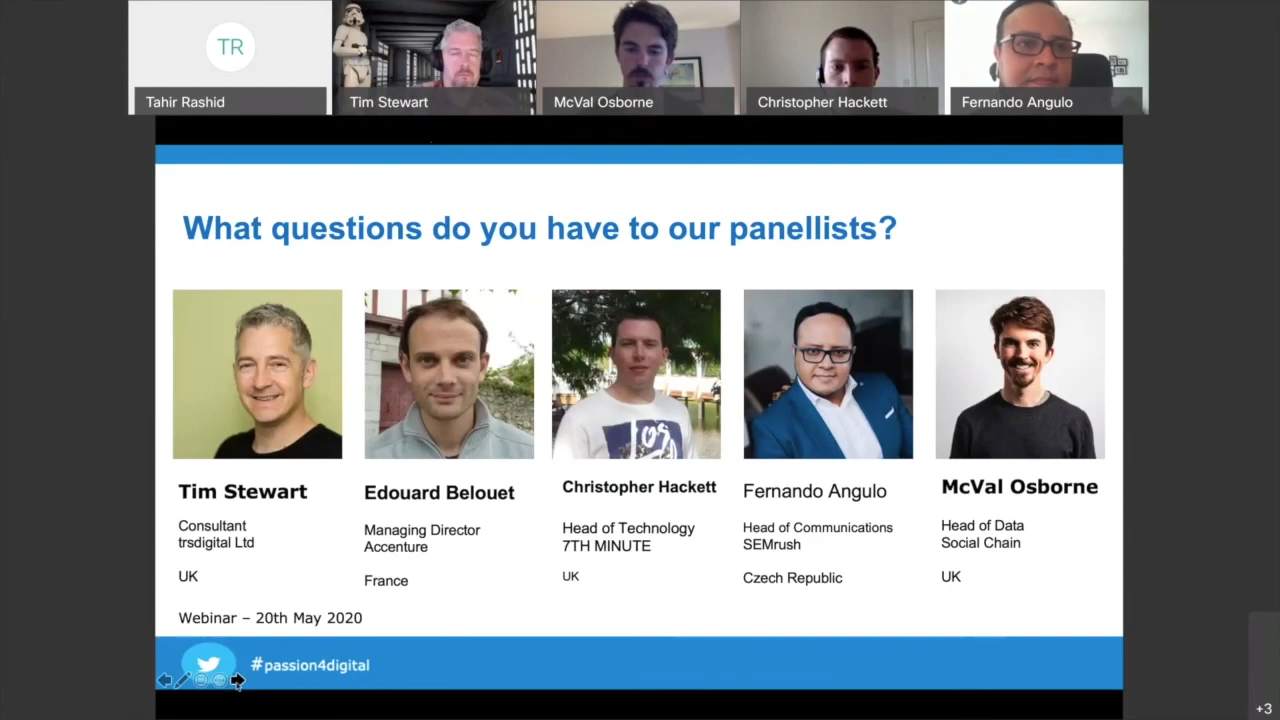 TR
Tahir Rashid
Tim Stewart
McVal Osborne
Christopher Hackett
Fernando Angulo
What questions do you have to our panellists?
Tim Stewart
Consultant
trsdigital Ltd
UK
Edouard Belouet
Managing Director
Accenture
France
Christopher Hackett
Head of Technology
7TH MINUTE
UK
Fernando Angulo
Head of Communications
SEMrush
Czech Republic
McVal Osborne
Head of Data
Social Chain
UK
Webinar – 20th May 2020
#passion4digital
+3